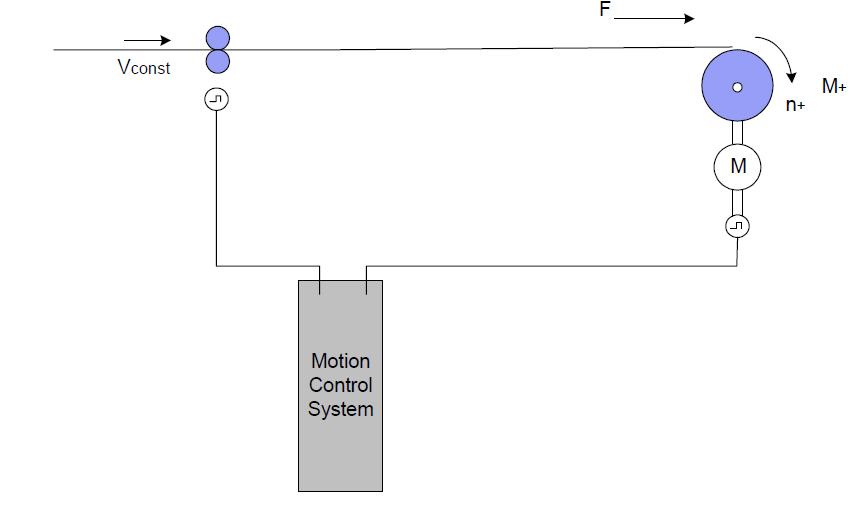 F
Vconst
M+
n+
M
Motion
Control
System